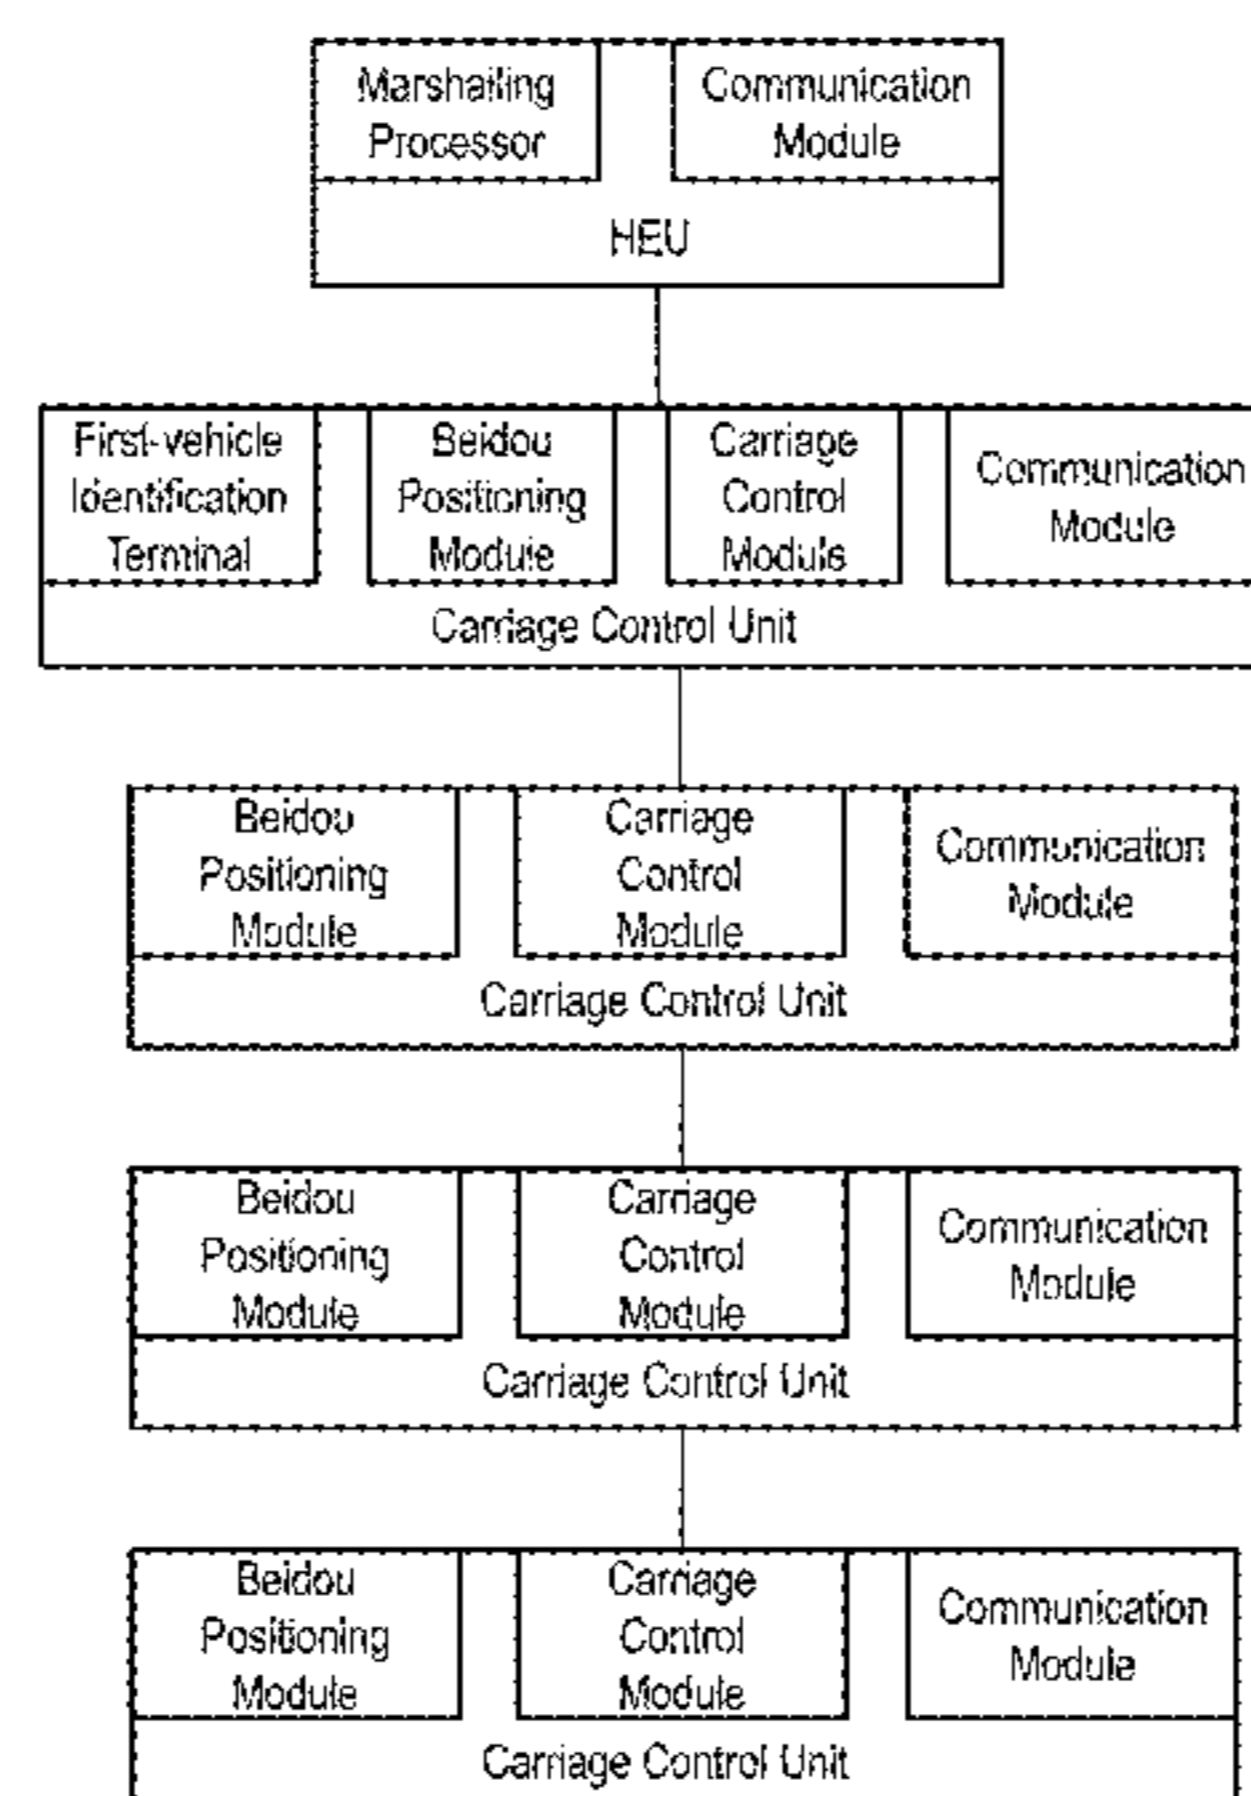 Marshalling
Processor
Communication
Module
HEU
First-vehicle
Identification
Terminal
Beidou
Positioning
Module
Carriage
Control
Module
Communication
Module
Carriage Control Unit
Beidou
Positioning
Module
Carriage
Control
Module
Communication
Module
Carriage Control Unit
Beidou
Positioning
Module
Carriage
Control
Module
Communication
Module
Carriage Control Unit
Beidou
Positioning
Module
Carriage
Control
Module
Communication
Module
Carriage Control Unit